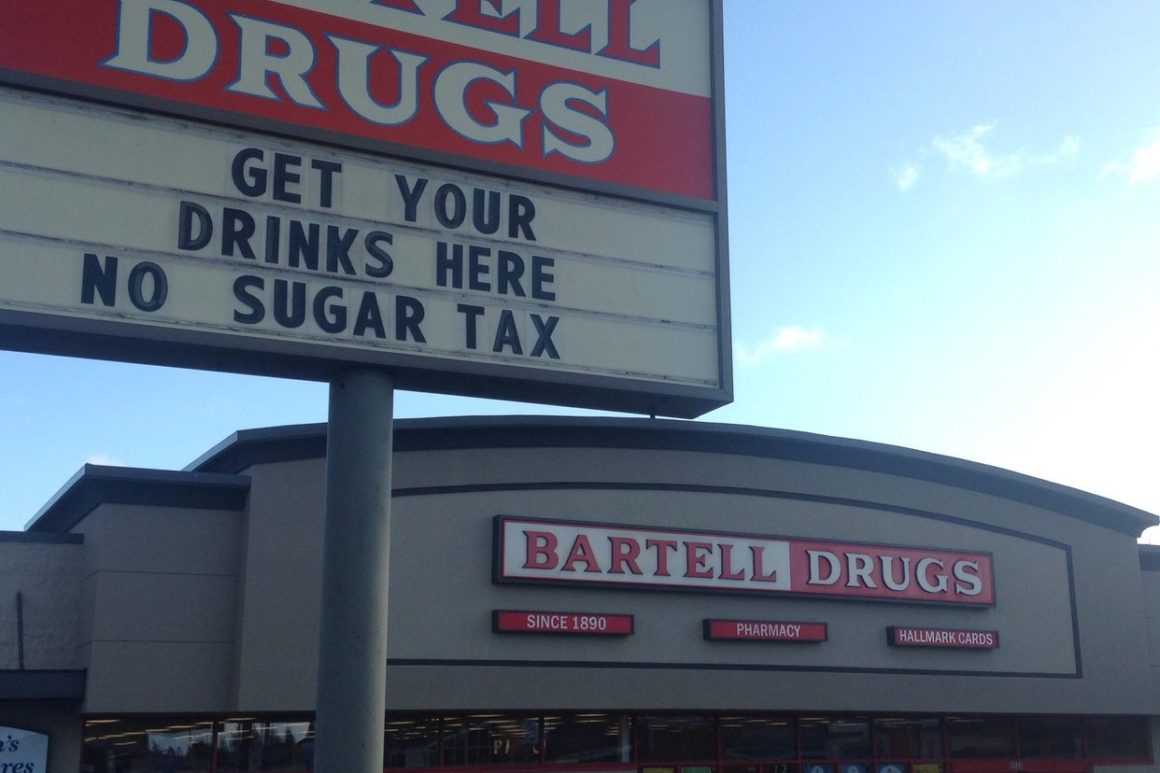 DRUGS
GET YOUR
DRINKS HERE
NO SUGAR TAX
BARTELL DRUGS
SINCE 1890
PHARMACY
HALLMARK CARDS